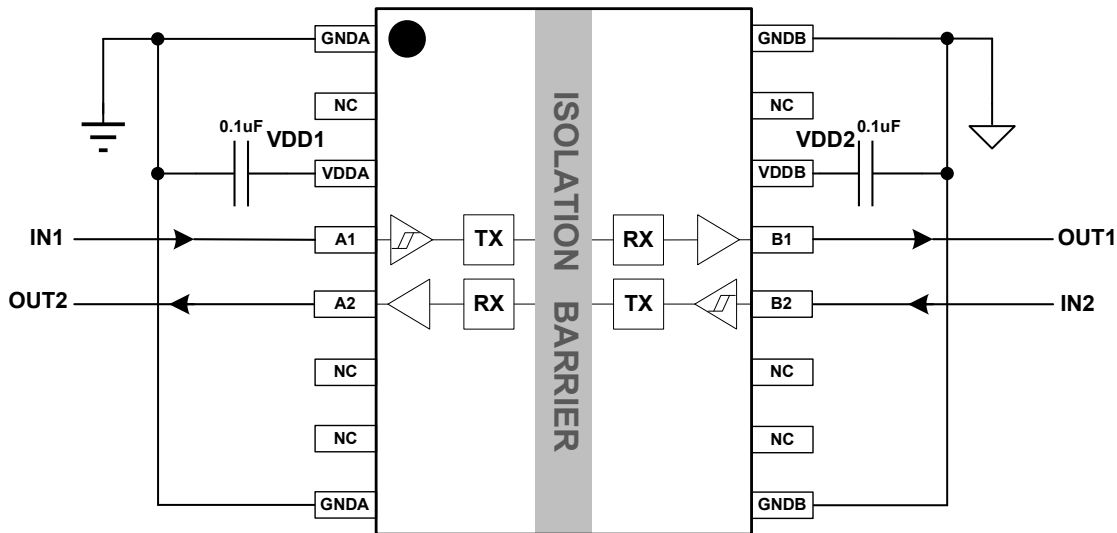 GNDA
GNDB
NC
NC
0.1uF
VDD1
VDD2
0.1uF
VDDA
VDDB
ISOLATION BARRIER
IN1
A1
TX
RX
B1
OUT1
OUT2
A2
RX
TX
B2
IN2
NC
NC
NC
NC
GNDA
GNDB